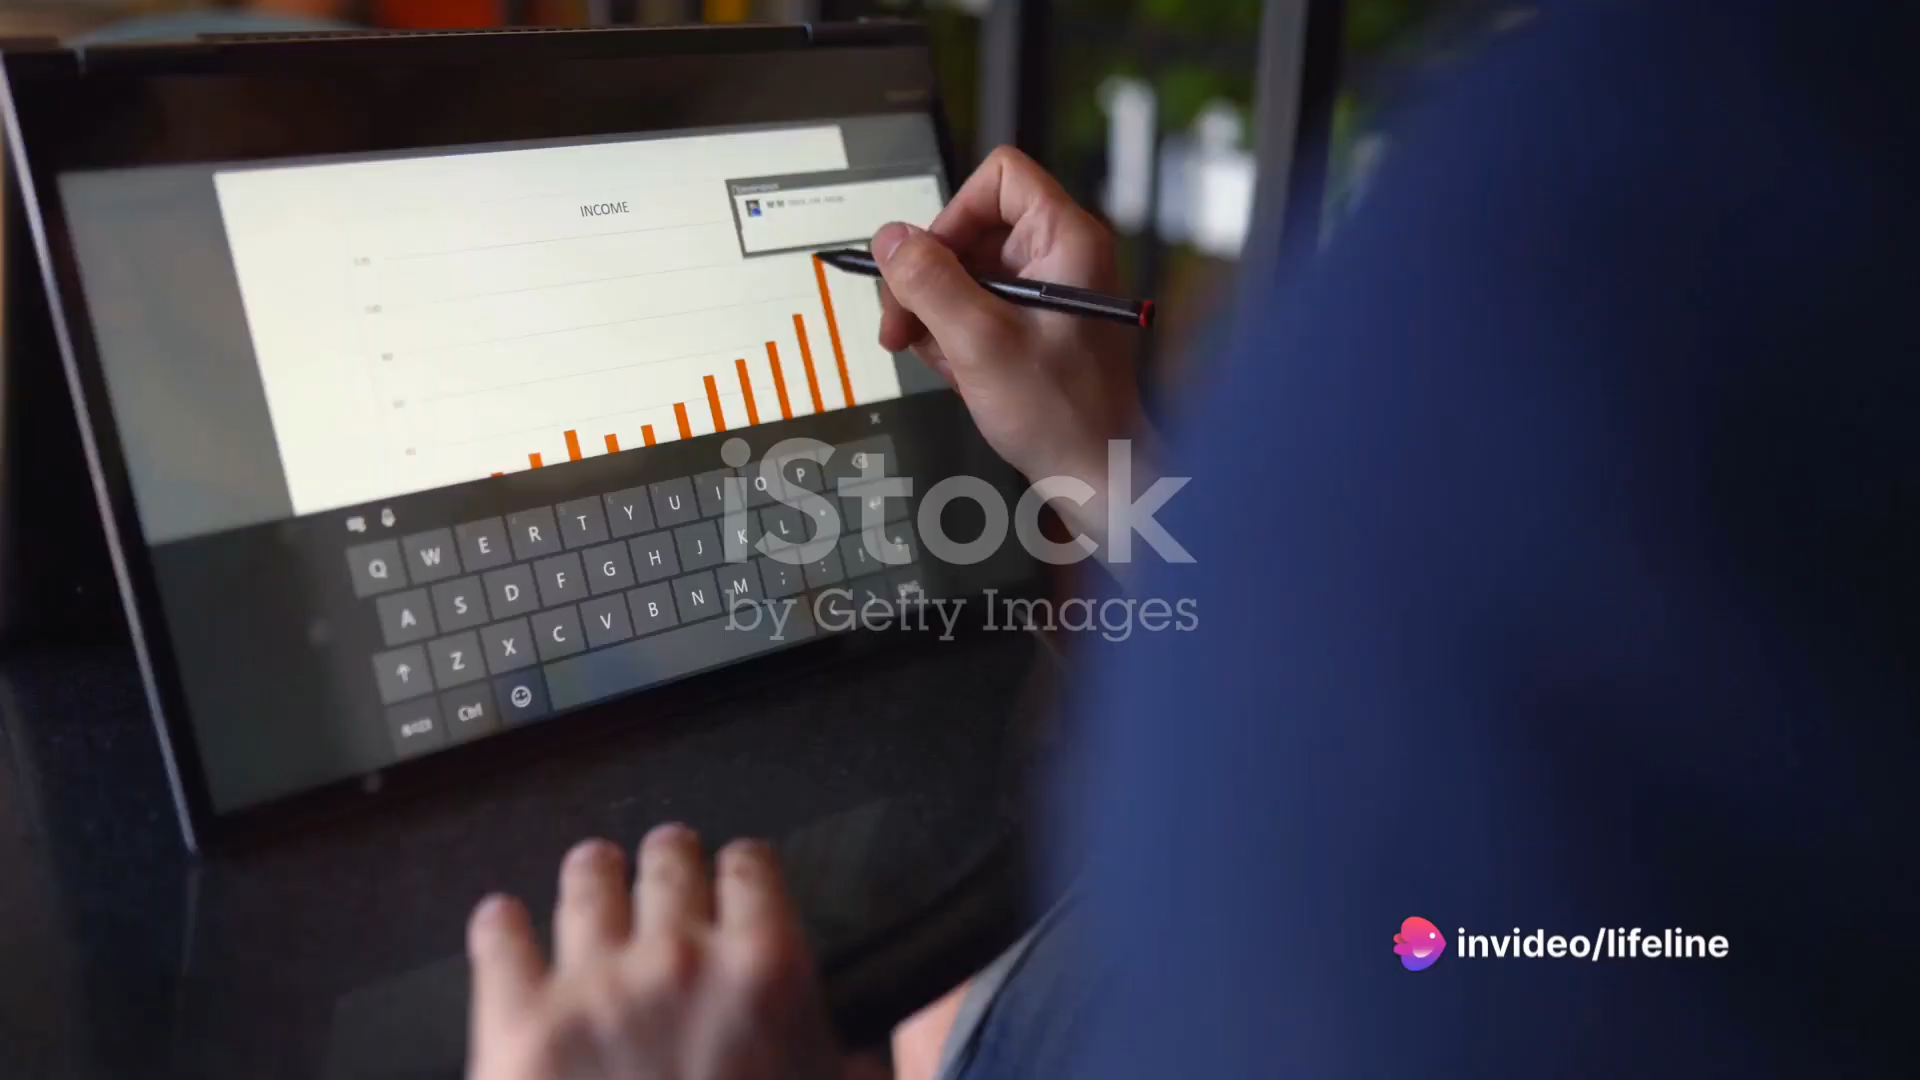 INCOME
Q W E R T Y U I O P
A S D F G H J K L
Z X C V B N M ; : !
Ctrl
iStock
by Getty Images
invideo/lifeline